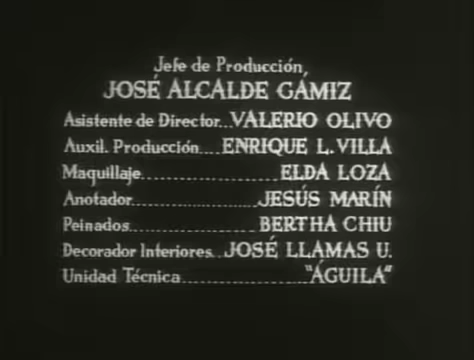 Jefe de Producción,
JOSÉ ALCALDE GÁMIZ
Asistente de Director...VALERIO OLIVO
Auxil. Producción....ENRIQUE L. VILLA
Maquillaje....................ELDA LOZA
Anotador...................JESÚS MARÍN
Peinados...................BERTHA CHIU
Decorador Interiores..JOSÉ LLAMAS U.
Unidad Técnica..................."ÁGUILA"